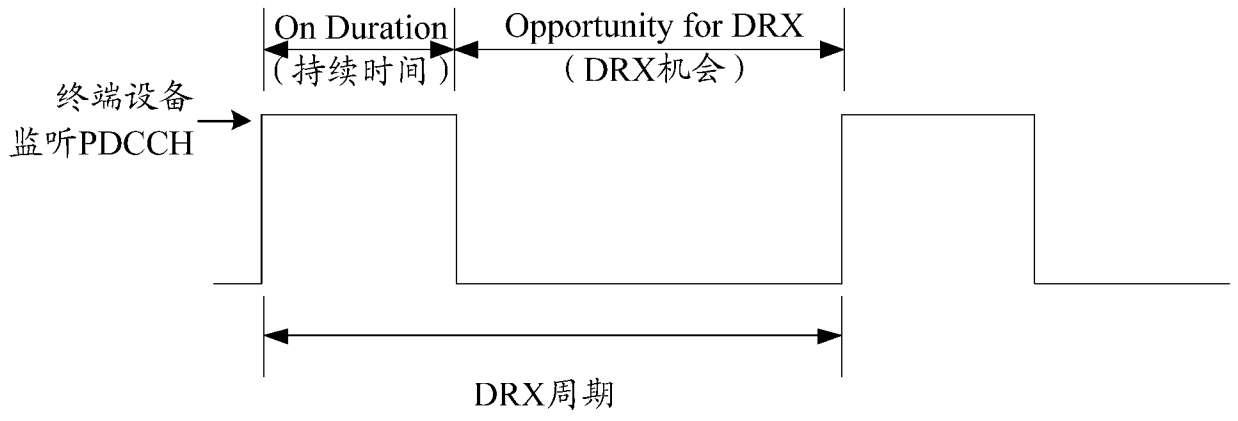 On Duration
（持续时间）
Opportunity for DRX
（DRX机会）
终端设备
监听PDCCH
DRX周期